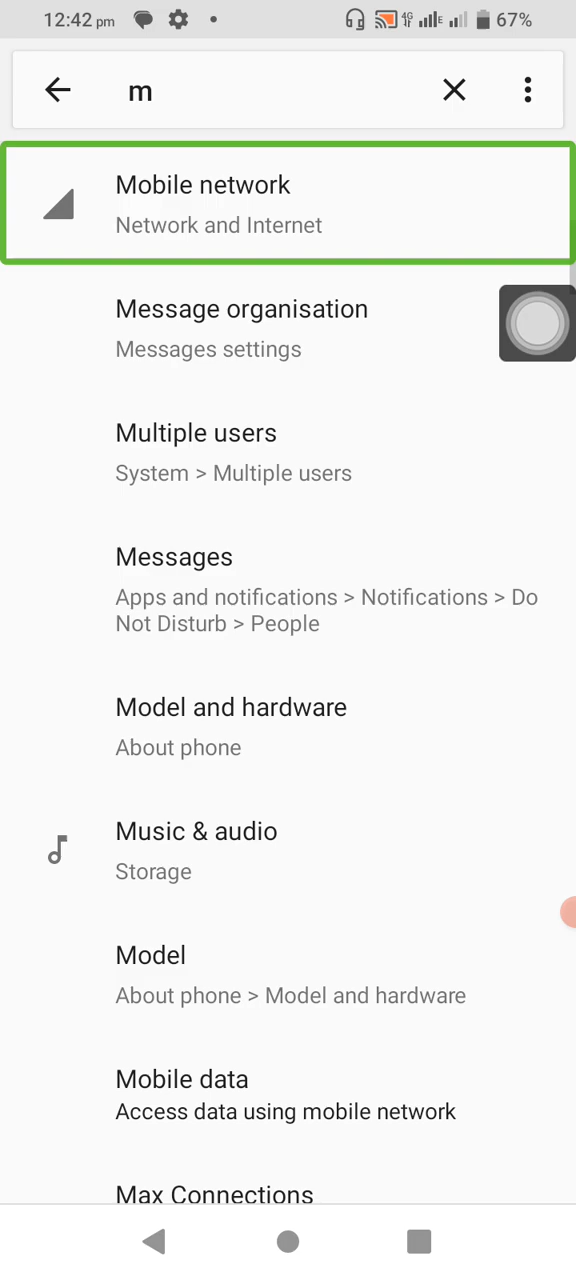 12:42 pm 4G E 67%
m
Mobile network
Network and Internet
Message organisation
Messages settings
Multiple users
System > Multiple users
Messages
Apps and notifications > Notifications > Do
Not Disturb > People
Model and hardware
About phone
Music & audio
Storage
Model
About phone > Model and hardware
Mobile data
Access data using mobile network
Max Connections